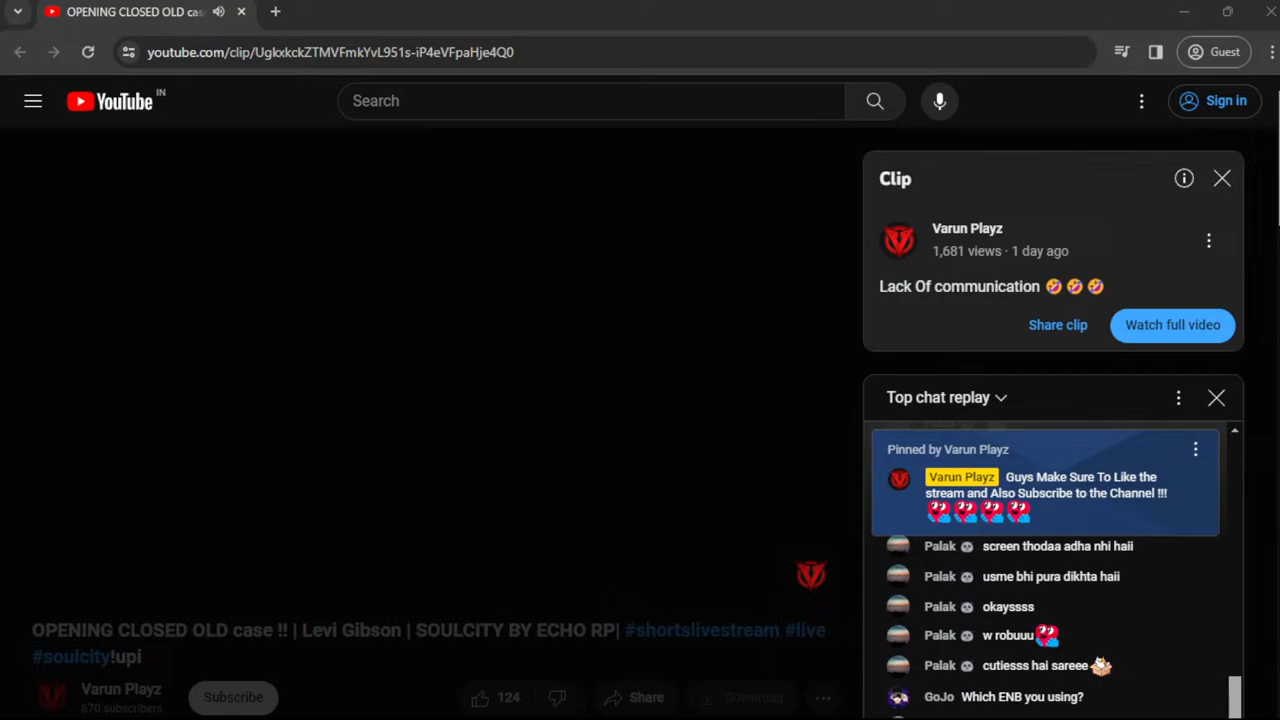 OPENING CLOSED OLD cas
youtube.com/clip/UgkxkckZTMVFmkYvL951s-iP4eVFpaHje4Q0
Guest
YouTube IN
Search
Sign in
Clip
Varun Playz
1,681 views · 1 day ago
Lack Of communication 🤣🤣🤣
Share clip
Watch full video
Top chat replay
Pinned by Varun Playz
Varun Playz Guys Make Sure To Like the
stream and Also Subscribe to the Channel !!!
Palak screen thodaa adha nhi haii
Palak usme bhi pura dikhta haii
Palak okayssss
Palak w robuuu
Palak cutiesss hai sareee
GoJo Which ENB you using?
OPENING CLOSED OLD case !! | Levi Gibson | SOULCITY BY ECHO RP| #shortslivestream #live
#soulcity!upi
Varun Playz
670 subscribers
Subscribe
124
Share
Download